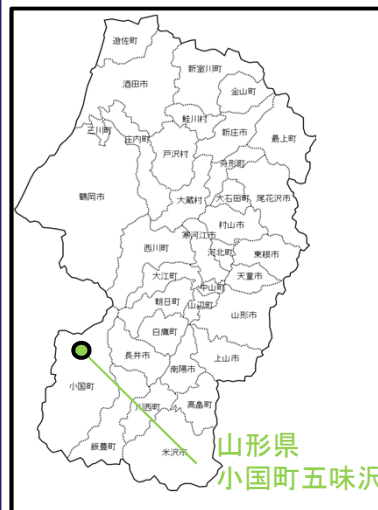 遊佐町
新室川町
酒田市
金山町
鮭川村
三川町
庄内町
新庄市
最上町
戸沢村
舟形町
鶴岡市
大蔵村
大石田町
尾花沢市
村山市
寒河江市
西川町
河北町
東根市
大江町
天童市
中山町
朝日町
山辺町
山形市
白鷹町
長井市
上山市
南陽市
小国町
川西町
高畠町
飯豊町
米沢市
山形県
小国町五味沢